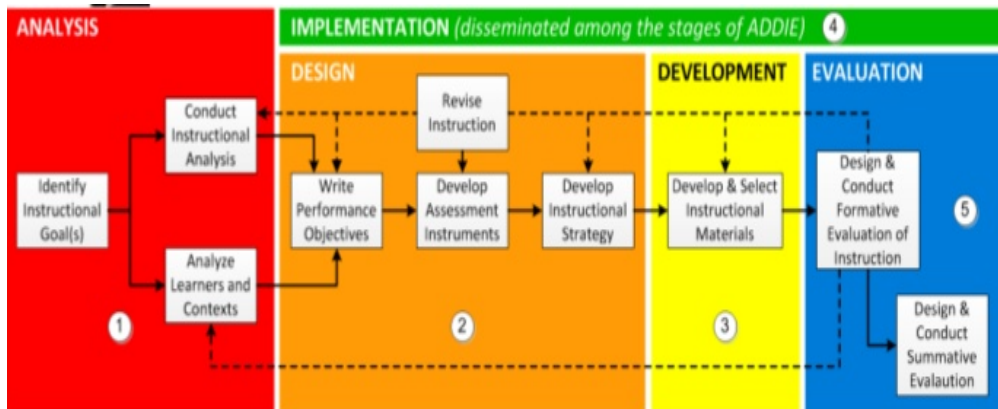 ANALYSIS
IMPLEMENTATION (disseminated among the stages of ADDIE) 4
DESIGN
DEVELOPMENT
EVALUATION
Identify
Instructional
Goal(s)
Conduct
Instructional
Analysis
Analyze
Learners and
Contexts
1
Revise
Instruction
Write
Performance
Objectives
Develop
Assessment
Instruments
Develop
Instructional
Strategy
2
Develop & Select
Instructional
Materials
3
Design &
Conduct
Formative
Evaluation of
Instruction
5
Design &
Conduct
Summative
Evalaution